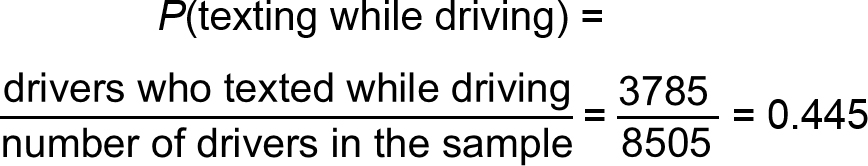 P(texting while driving) =
drivers who texted while driving / number of drivers in the sample = 3785 / 8505 = 0.445